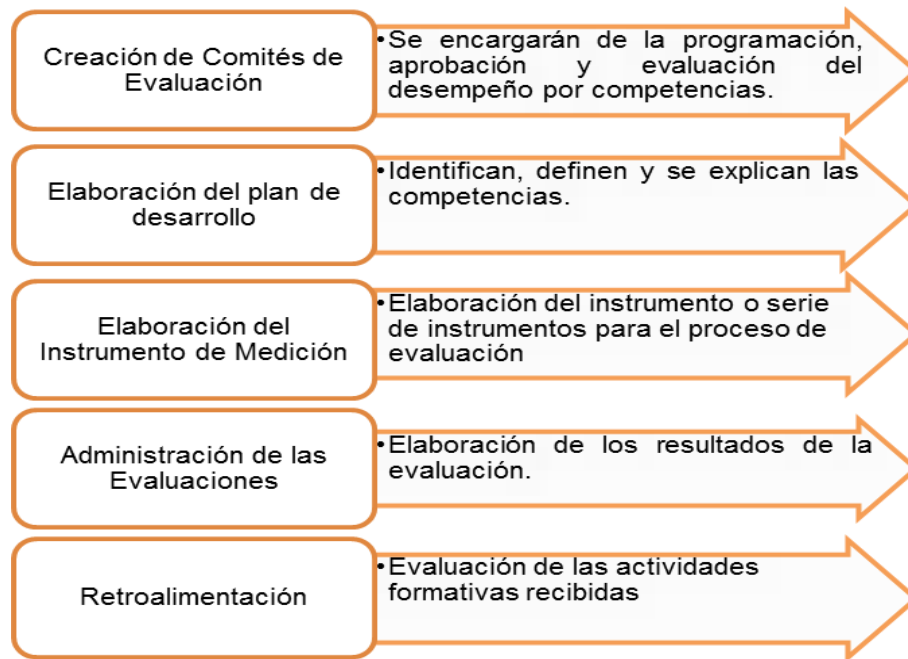 Creación de Comités de
Evaluación
•Se encargarán de la programación,
aprobación y evaluación del
desempeño por competencias.
Elaboración del plan de
desarrollo
•Identifican, definen y se explican las
competencias.
Elaboración del
Instrumento de Medición
•Elaboración del instrumento o serie
de instrumentos para el proceso de
evaluación
Administración de las
Evaluaciones
•Elaboración de los resultados de la
evaluación.
Retroalimentación
•Evaluación de las actividades
formativas recibidas